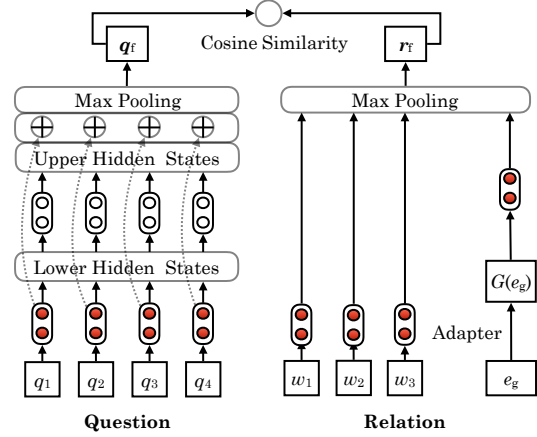 q_f
Cosine Similarity
r_f
Max Pooling
Max Pooling
Upper Hidden States
Lower Hidden States
G(e_g)
Adapter
q_1 q_2 q_3 q_4
w_1 w_2 w_3
e_g
Question
Relation